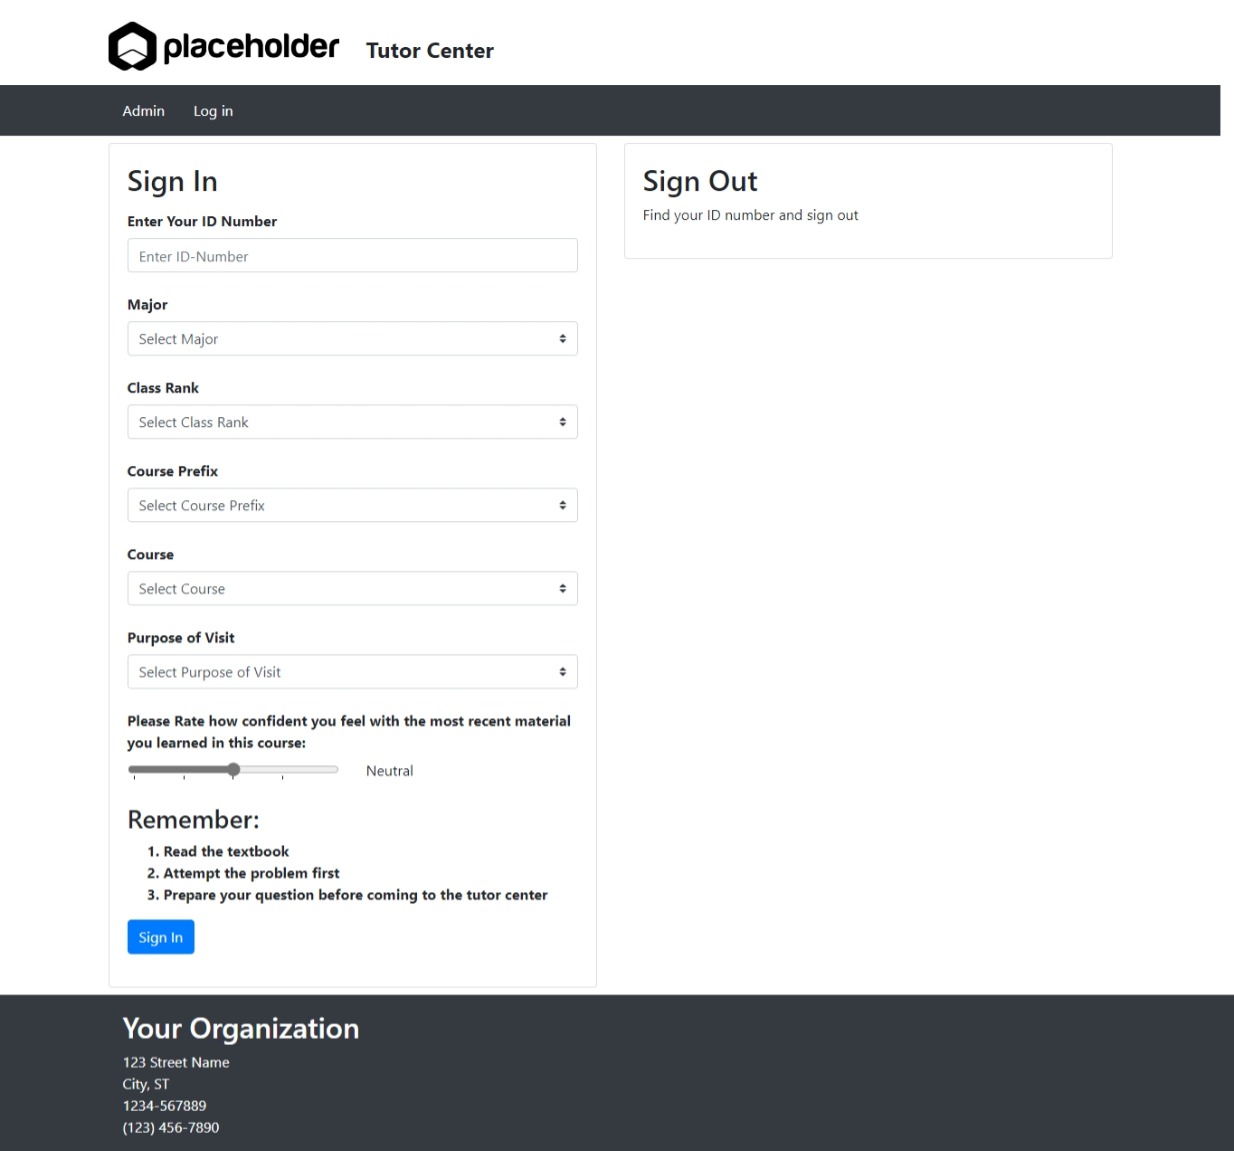 placeholder
Tutor Center
Admin
Log in
Sign In
Enter Your ID Number
Enter ID-Number
Major
Select Major
Class Rank
Select Class Rank
Course Prefix
Select Course Prefix
Course
Select Course
Purpose of Visit
Select Purpose of Visit
Please Rate how confident you feel with the most recent material
you learned in this course:
Neutral
Remember:
1. Read the textbook
2. Attempt the problem first
3. Prepare your question before coming to the tutor center
Sign In
Sign Out
Find your ID number and sign out
Your Organization
123 Street Name
City, ST
1234-567889
(123) 456-7890